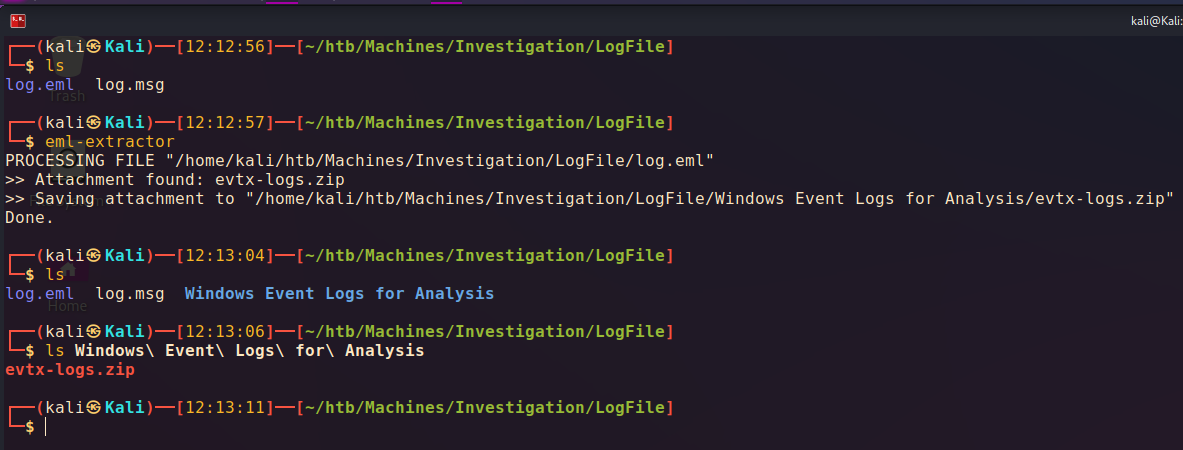 kali@Kali:
┌──(kali㉿Kali)──[12:12:56]──[~/htb/Machines/Investigation/LogFile]
└─$ ls
log.eml  log.msg
Trash
┌──(kali㉿Kali)──[12:12:57]──[~/htb/Machines/Investigation/LogFile]
└─$ eml-extractor
PROCESSING FILE "/home/kali/htb/Machines/Investigation/LogFile/log.eml"
>> Attachment found: evtx-logs.zip
>> Saving attachment to "/home/kali/htb/Machines/Investigation/LogFile/Windows Event Logs for Analysis/evtx-logs.zip"
Done.
┌──(kali㉿Kali)──[12:13:04]──[~/htb/Machines/Investigation/LogFile]
└─$ ls
log.eml  log.msg  Windows Event Logs for Analysis
Home
┌──(kali㉿Kali)──[12:13:06]──[~/htb/Machines/Investigation/LogFile]
└─$ ls Windows\ Event\ Logs\ for\ Analysis
evtx-logs.zip
┌──(kali㉿Kali)──[12:13:11]──[~/htb/Machines/Investigation/LogFile]
└─$